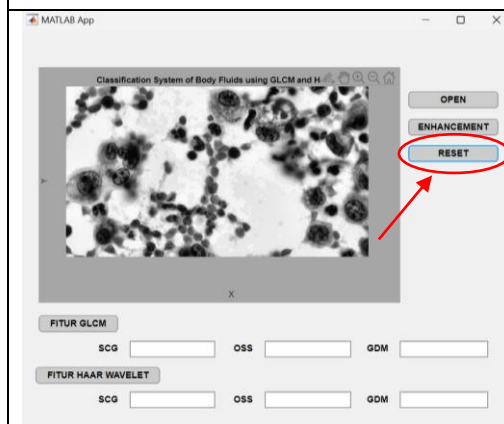 MATLAB App
Classification System of Body Fluids using GLCM and H
OPEN
ENHANCEMENT
RESET
Y
X
FITUR GLCM
SCG OSS GDM
FITUR HAAR WAVELET
SCG OSS GDM